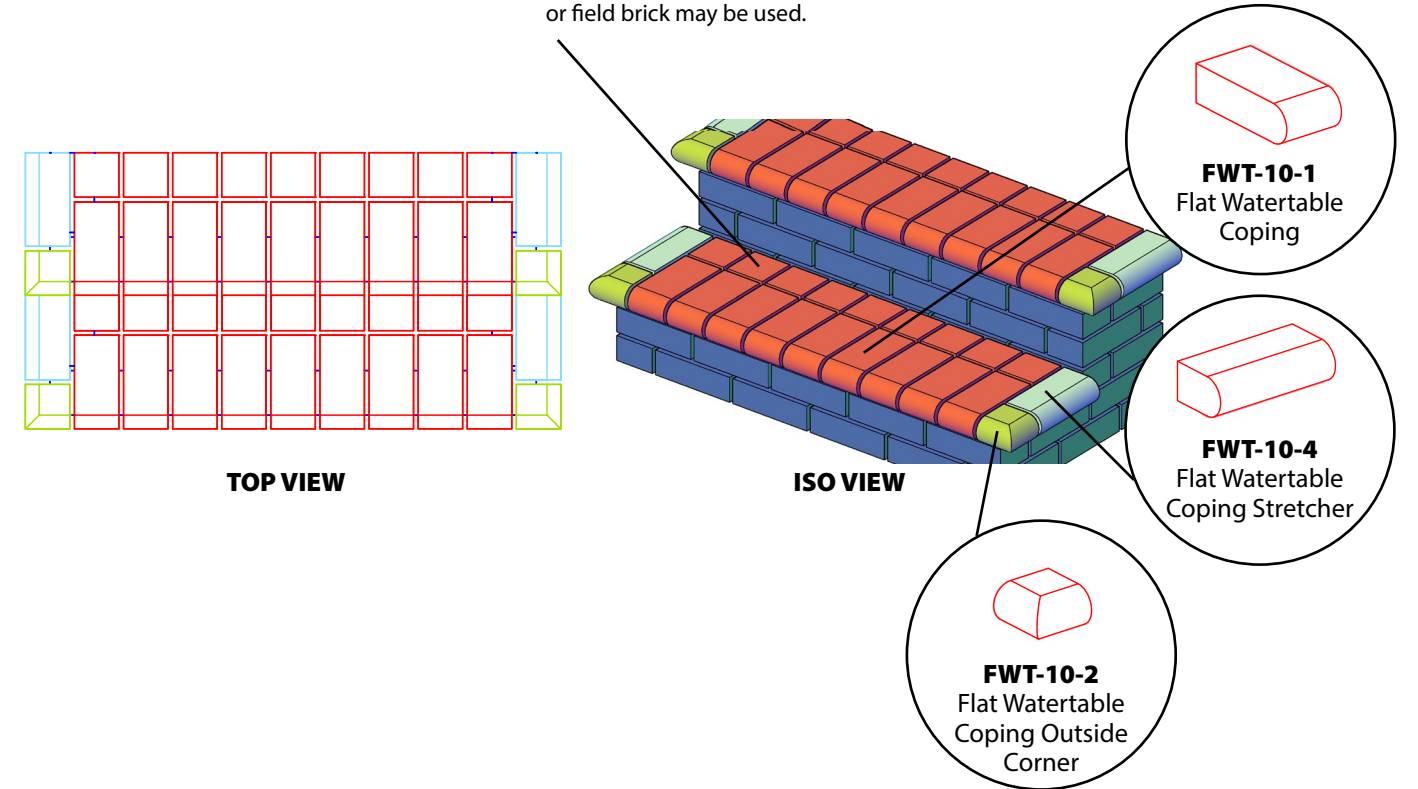 or field brick may be used.
FWT-10-1
Flat Watertable
Coping
TOP VIEW
ISO VIEW
FWT-10-4
Flat Watertable
Coping Stretcher
FWT-10-2
Flat Watertable
Coping Outside
Corner